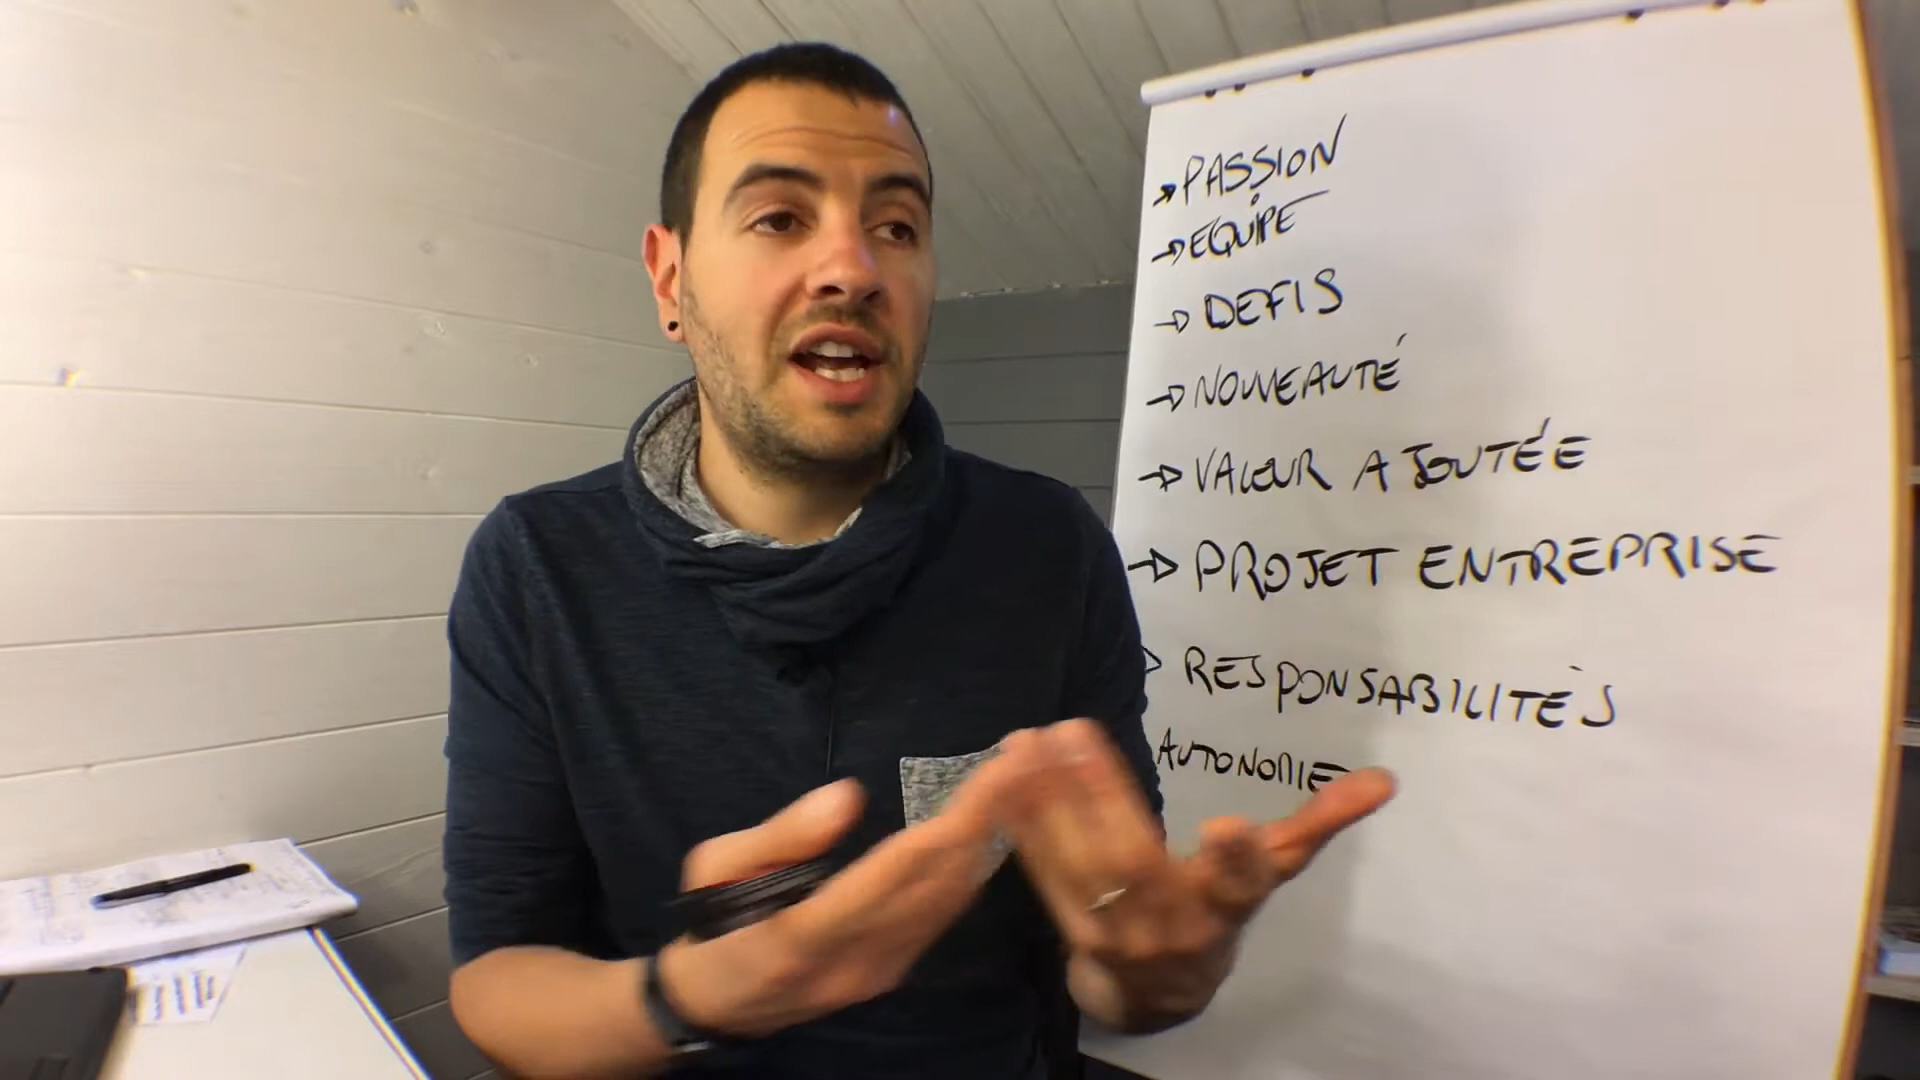 → PASSION
→ EQUIPE
→ DEFIS
→ NOUVEAUTÉ
→ VALEUR AJOUTÉE
→ PROJET ENTREPRISE
→ RESPONSABILITÉS
AUTONOMIE